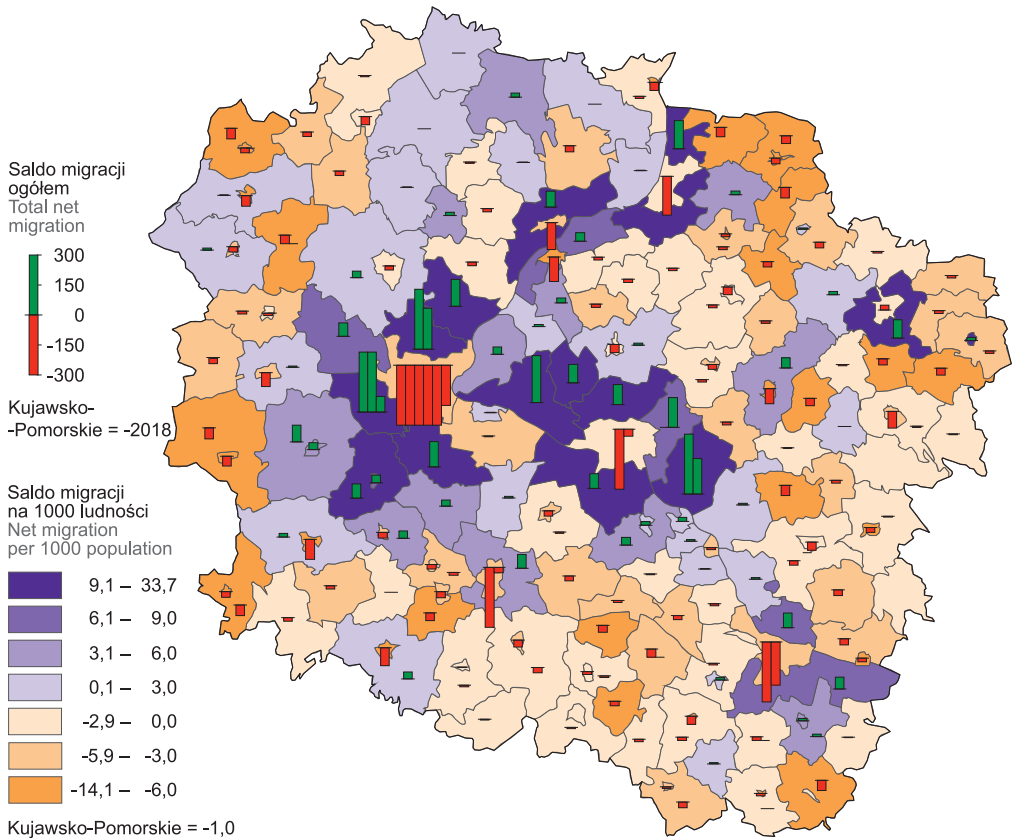 Saldo migracji
ogółem
Total net
migration
300
150
0
-150
-300
Kujawsko-
-Pomorskie = -2018
Saldo migracji
na 1000 ludności
Net migration
per 1000 population
9,1 – 33,7
6,1 – 9,0
3,1 – 6,0
0,1 – 3,0
-2,9 – 0,0
-5,9 – -3,0
-14,1 – -6,0
Kujawsko-Pomorskie = -1,0